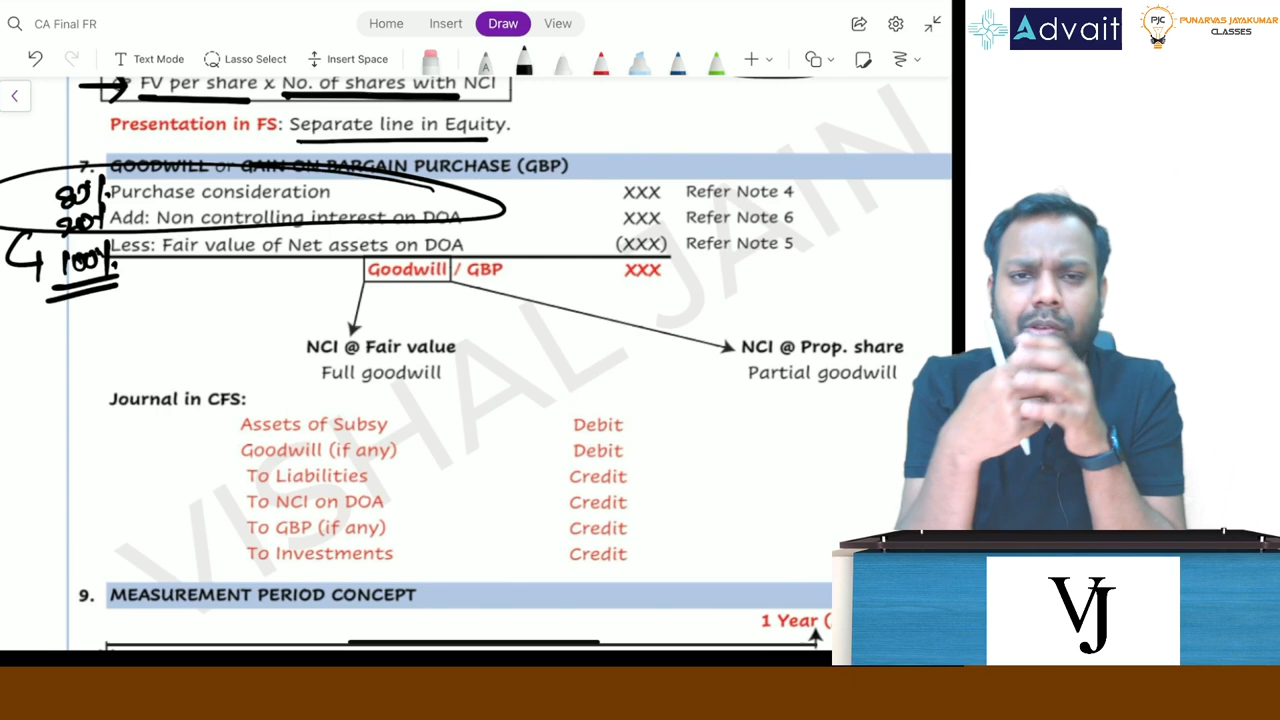 CA Final FR
Home Insert Draw View
Advait
PJC
PUNARVAS JAYAKUMAR
CLASSES
Text Mode Lasso Select Insert Space
FV per share x No. of shares with NCI
Presentation in FS: Separate line in Equity.
7. GOODWILL or GAIN ON BARGAIN PURCHASE (GBP)
80% Purchase consideration XXX Refer Note 4
20% Add: Non controlling interest on DOA XXX Refer Note 6
100% Less: Fair value of Net assets on DOA (XXX) Refer Note 5
Goodwill / GBP XXX
NCI @ Fair value NCI @ Prop. share
Full goodwill Partial goodwill
Journal in CFS:
Assets of Subsy Debit
Goodwill (if any) Debit
To Liabilities Credit
To NCI on DOA Credit
To GBP (if any) Credit
To Investments Credit
9. MEASUREMENT PERIOD CONCEPT
1 Year (
VISHAL JAIN
VJ